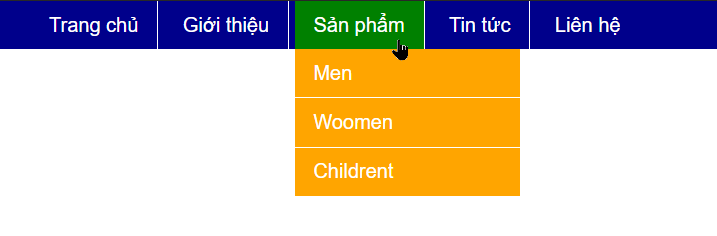 Trang chủ Giới thiệu Sản phẩm Tin tức Liên hệ
Men
Woomen
Childrent